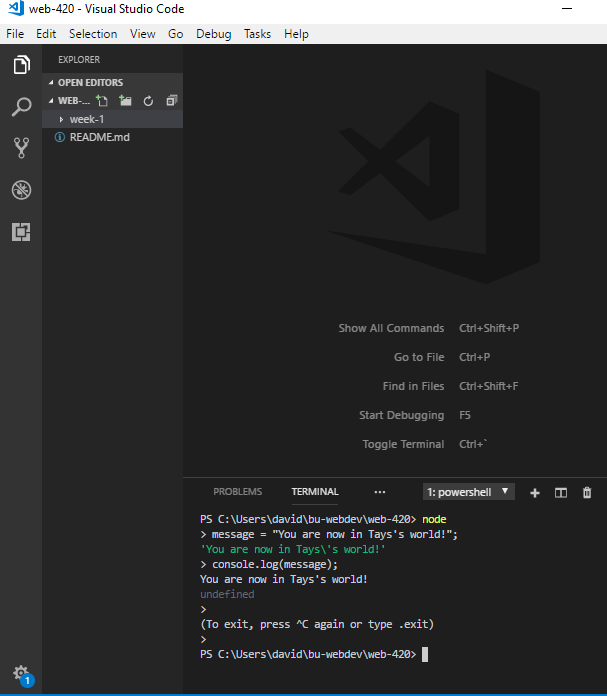 web-420 - Visual Studio Code
File Edit Selection View Go Debug Tasks Help
EXPLORER
OPEN EDITORS
WEB-...
week-1
README.md
Show All Commands Ctrl+Shift+P
Go to File Ctrl+P
Find in Files Ctrl+Shift+F
Start Debugging F5
Toggle Terminal Ctrl+`
PROBLEMS TERMINAL ··· 1: powershell
PS C:\Users\david\bu-webdev\web-420> node
> message = "You are now in Tays's world!";
'You are now in Tays\'s world!'
> console.log(message);
You are now in Tays's world!
undefined
>
(To exit, press ^C again or type .exit)
>
PS C:\Users\david\bu-webdev\web-420>
1